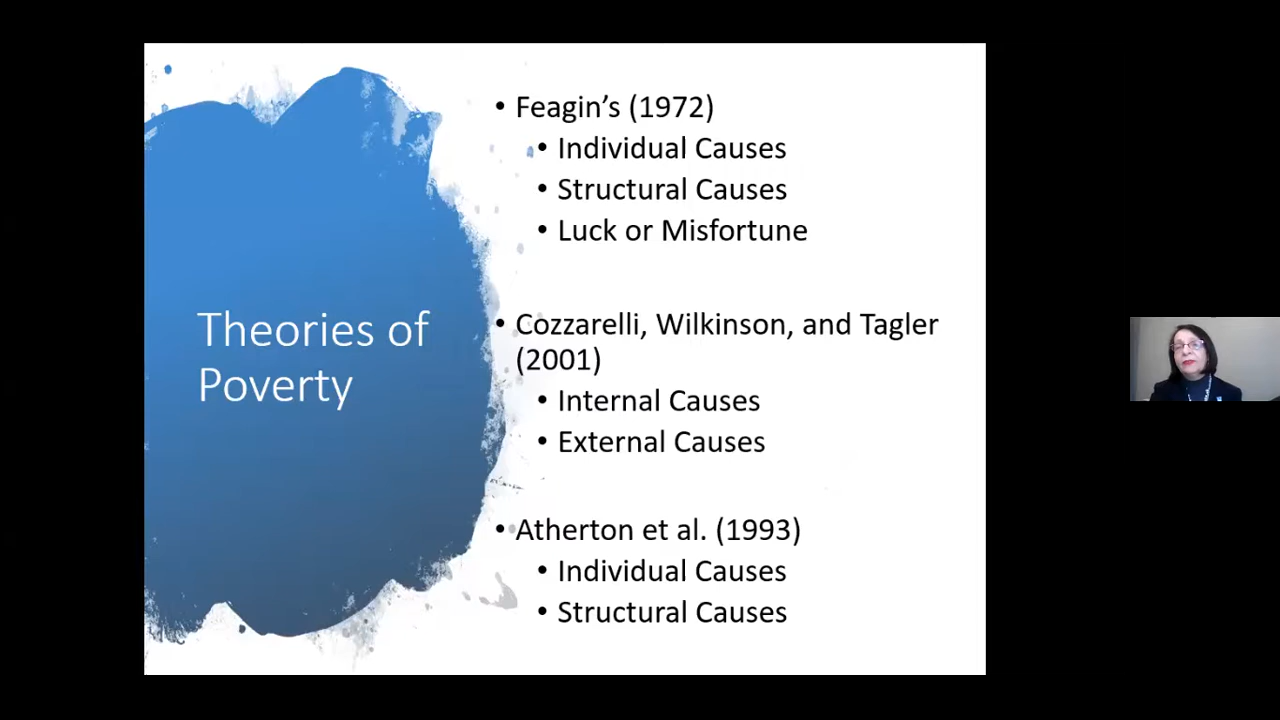 Theories of
Poverty
• Feagin’s (1972)
• Individual Causes
• Structural Causes
• Luck or Misfortune
• Cozzarelli, Wilkinson, and Tagler
(2001)
• Internal Causes
• External Causes
• Atherton et al. (1993)
• Individual Causes
• Structural Causes